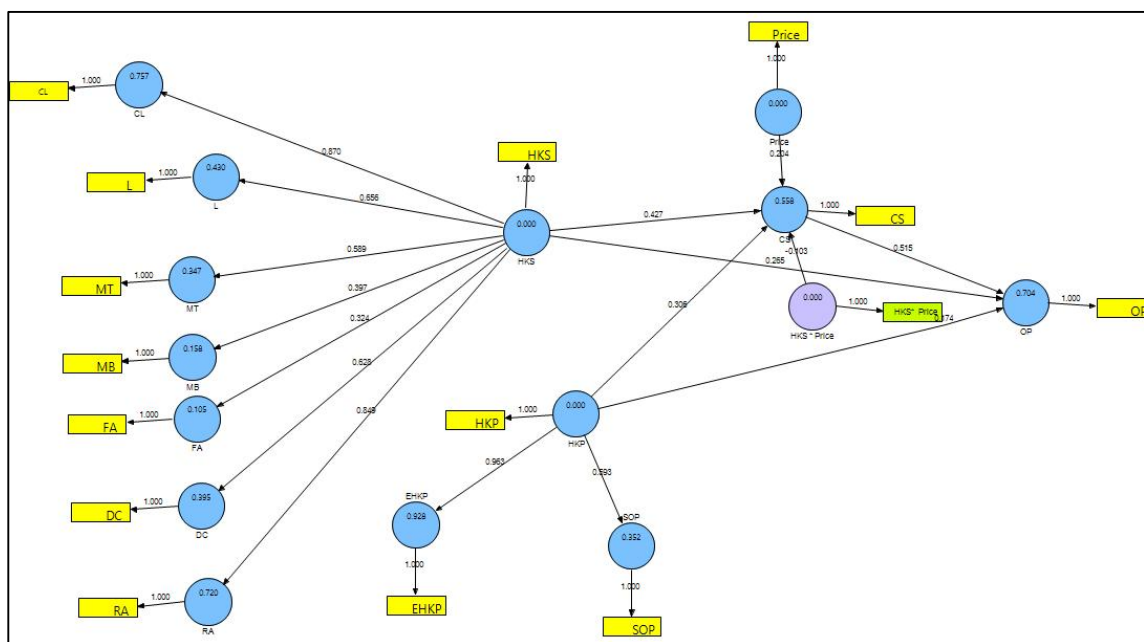 Price
1.000
0.000
Price
0.204
1.000
0.757
CL
CL
0.870
1.000
0.430
L
L
0.656
HKS
1.000
0.000
HKS
0.427
0.558
1.000
CS
-0.103
0.515
0.265
0.589
1.000
0.347
MT
MT
0.397
0.324
0.306
0.000
HKS * Price
1.000
HKS* Price
0.704
OP
1.000
0.174
1.000
0.158
MB
MB
0.628
0.849
1.000
0.105
FA
FA
HKP
1.000
0.000
HKP
0.963
0.593
1.000
0.395
DC
DC
EHKP
0.928
1.000
EHKP
SOP
0.352
1.000
SOP
1.000
0.720
RA
RA